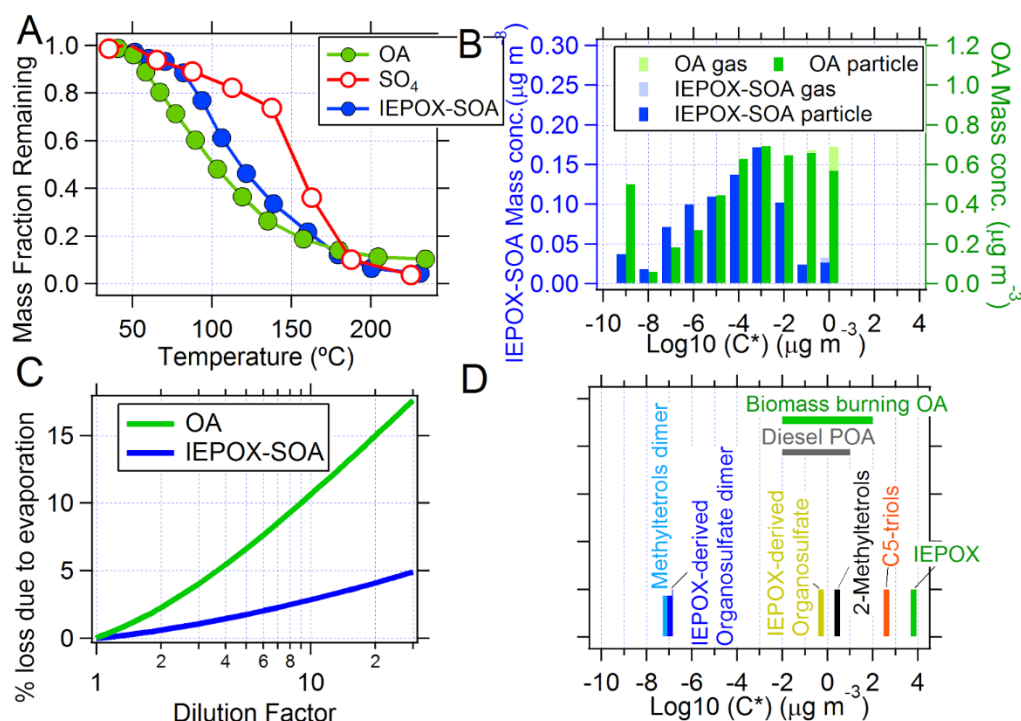 A
Mass Fraction Remaining
1.0
0.8
0.6
0.4
0.2
0.0
OA
SO4
IEPOX-SOA
50
100
150
200
Temperature (ºC)
B
IEPOX-SOA Mass conc.(µg m-3)
0.30
0.25
0.20
0.15
0.10
0.05
0.00
OA gas
OA particle
IEPOX-SOA gas
IEPOX-SOA particle
1.2
1.0
0.8
0.6
0.4
0.2
0.0
OA Mass conc. (µg m-3)
-10
-8
-6
-4
-2
0
2
4
Log10 (C*) (µg m-3)
C
% loss due to evaporation
15
10
5
0
OA
IEPOX-SOA
2
4
6
8
2
1
10
Dilution Factor
D
Biomass burning OA
Diesel POA
Methyltetrols dimer
IEPOX-derived
Organosulfate dimer
IEPOX-derived
Organosulfate
2-Methyltetrols
C5-triols
IEPOX
-10
-8
-6
-4
-2
0
2
4
Log10 (C*) (µg m-3)